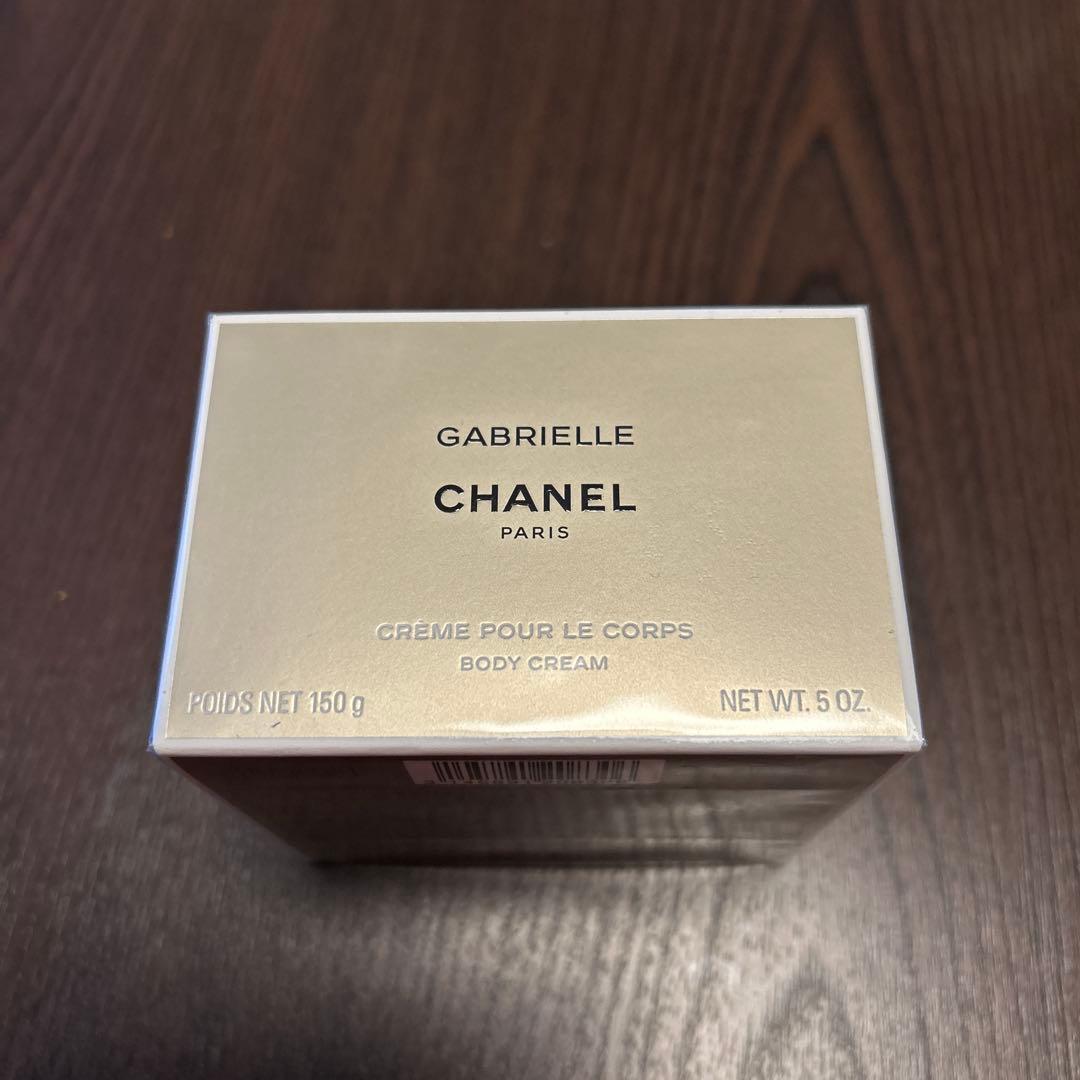 GABRIELLE
CHANEL
PARIS
CRÈME POUR LE CORPS
BODY CREAM
POIDS NET 150 g
NET WT. 5 OZ.